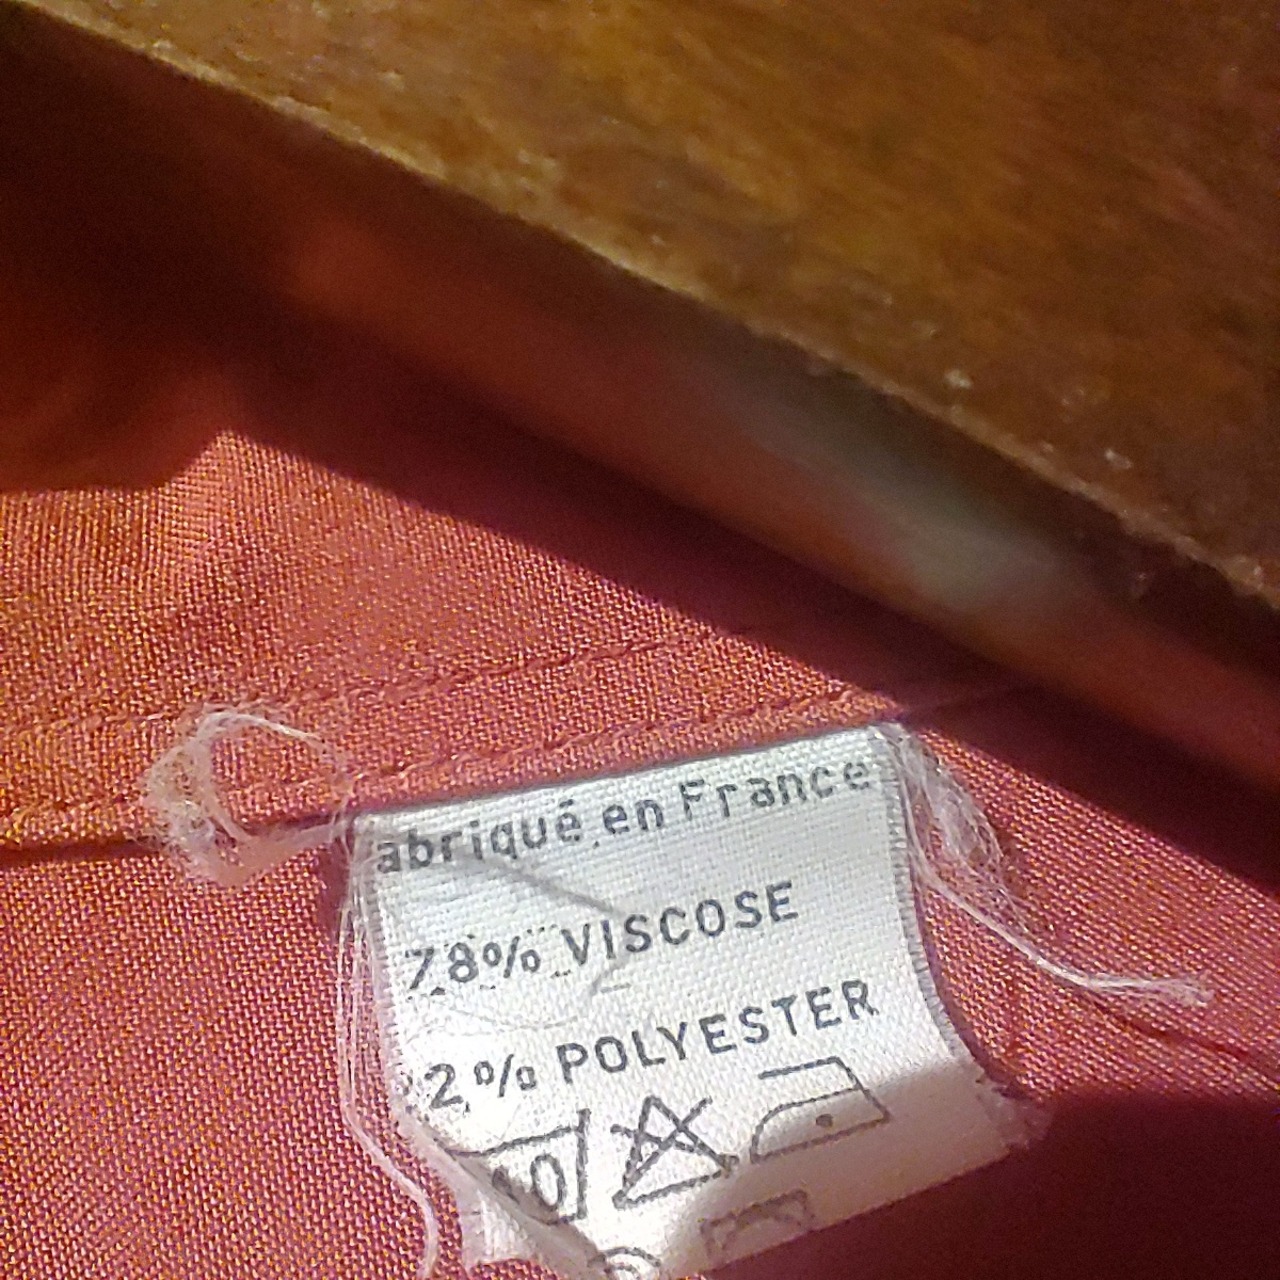 abriqué en France
78% VISCOSE
2% POLYESTER